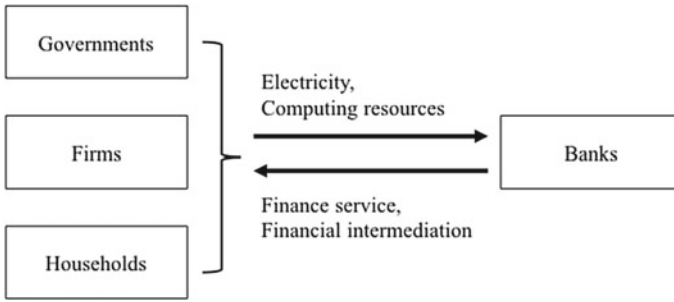 Governments
Firms
Households
Electricity,
Computing resources
Finance service,
Financial intermediation
Banks